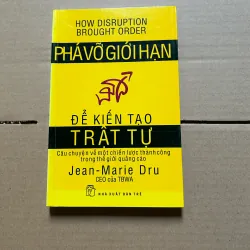 HOW DISRUPTION
BROUGHT ORDER
PHÁ VỠ GIỚI HẠN
ĐỂ KIẾN TẠO
TRẬT TỰ
Câu chuyện về một chiến lược thành công
trong thế giới quảng cáo
Jean-Marie Dru
CEO của TBWA
NHÀ XUẤT BẢN TRẺ